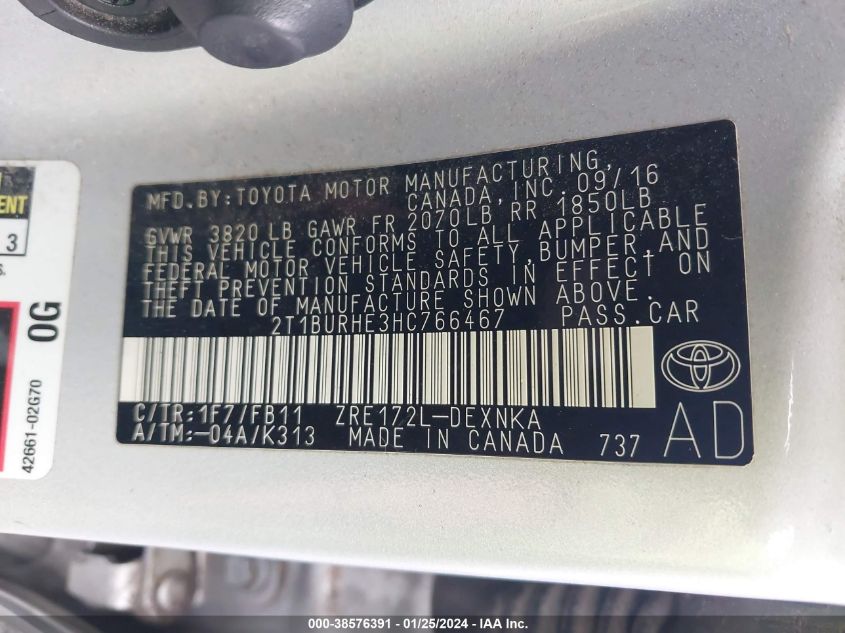 MFD.BY:TOYOTA MOTOR MANUFACTURING,
CANADA, INC. 09/16
GVWR 3820 LB GAWR FR 2070LB RR 1850LB
THIS VEHICLE CONFORMS TO ALL APPLICABLE
FEDERAL MOTOR VEHICLE SAFETY,BUMPER,AND
THEFT PREVENTION STANDARDS IN EFFECT ON
THE DATE OF MANUFACTURE SHOWN ABOVE.
2T1BURHE3HC766467 PASS.CAR
C/TR:1F7/FB11 ZRE172L-DEXNKA
A/TM:-04A/K313 MADE IN CANADA 737
AD
3
0G
42661-02G70
000-38576391 - 01/25/2024 - IAA Inc.